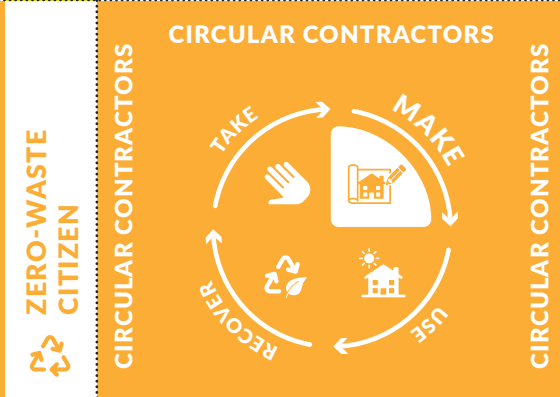 ZERO-WASTE
CITIZEN
CIRCULAR CONTRACTORS
CIRCULAR CONTRACTORS
TAKE
MAKE
USE
RECOVER
CIRCULAR CONTRACTORS